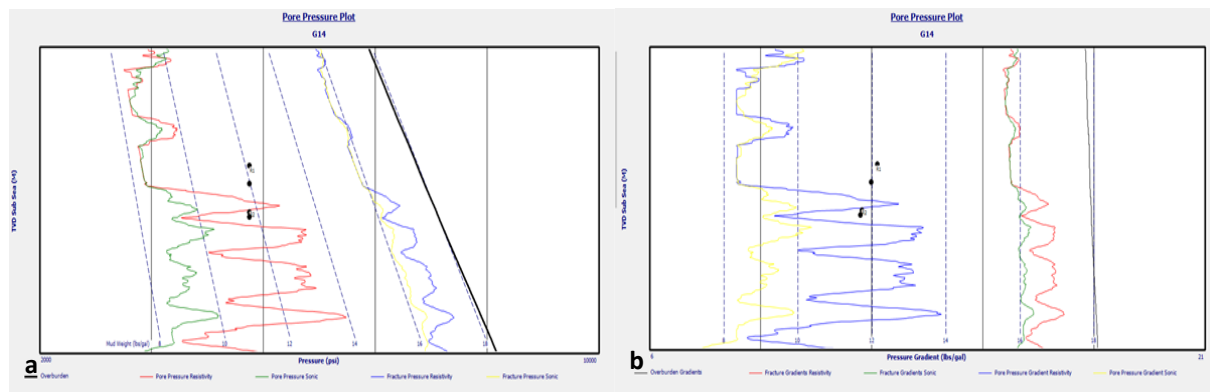 Pore Pressure Plot
G14
TVD Sub Sea
Mud Weight (lbs/gal)
8
10
12
14
16
18
2000
Pressure (psi)
10000
a
Overburden
Pore Pressure Resistivity
Pore Pressure Sonic
Fracture Pressure Resistivity
Fracture Pressure Sonic
Pore Pressure Plot
G14
TVD Sub Sea
8
10
12
14
16
18
6
Pressure Gradient (lbs/gal)
21
b
Overburden Gradients
Fracture Gradients Resistivity
Fracture Gradients Sonic
Pore Pressure Gradient Resistivity
Pore Pressure Gradient Sonic